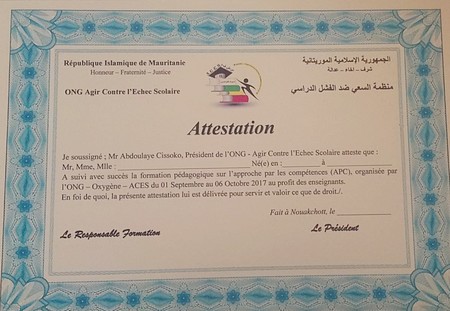 République Islamique de Mauritanie
Honneur – Fraternité – Justice
ONG Agir Contre l'Echec Scolaire
الجمهورية الإسلامية الموريتانية
شرف – إخاء – عدالة
منظمة السعي ضد الفشل الدراسي
Attestation
Je soussigné ; Mr Abdoulaye Cissoko, Président de l'ONG - Agir Contre l'Echec Scolaire atteste que :
Mr, Mme, Mlle : Né(e) en : à
A suivi avec succès la formation pédagogique sur l'approche par les compétences (APC), organisée par
l'ONG – Oxygène – ACES du 01 Septembre au 06 Octobre 2017 au profit des enseignants.
En foi de quoi, la présente attestation lui est délivrée pour servir et valoir ce que de droit./.
Fait à Nouakchott, le
Le Responsable Formation
Le Président